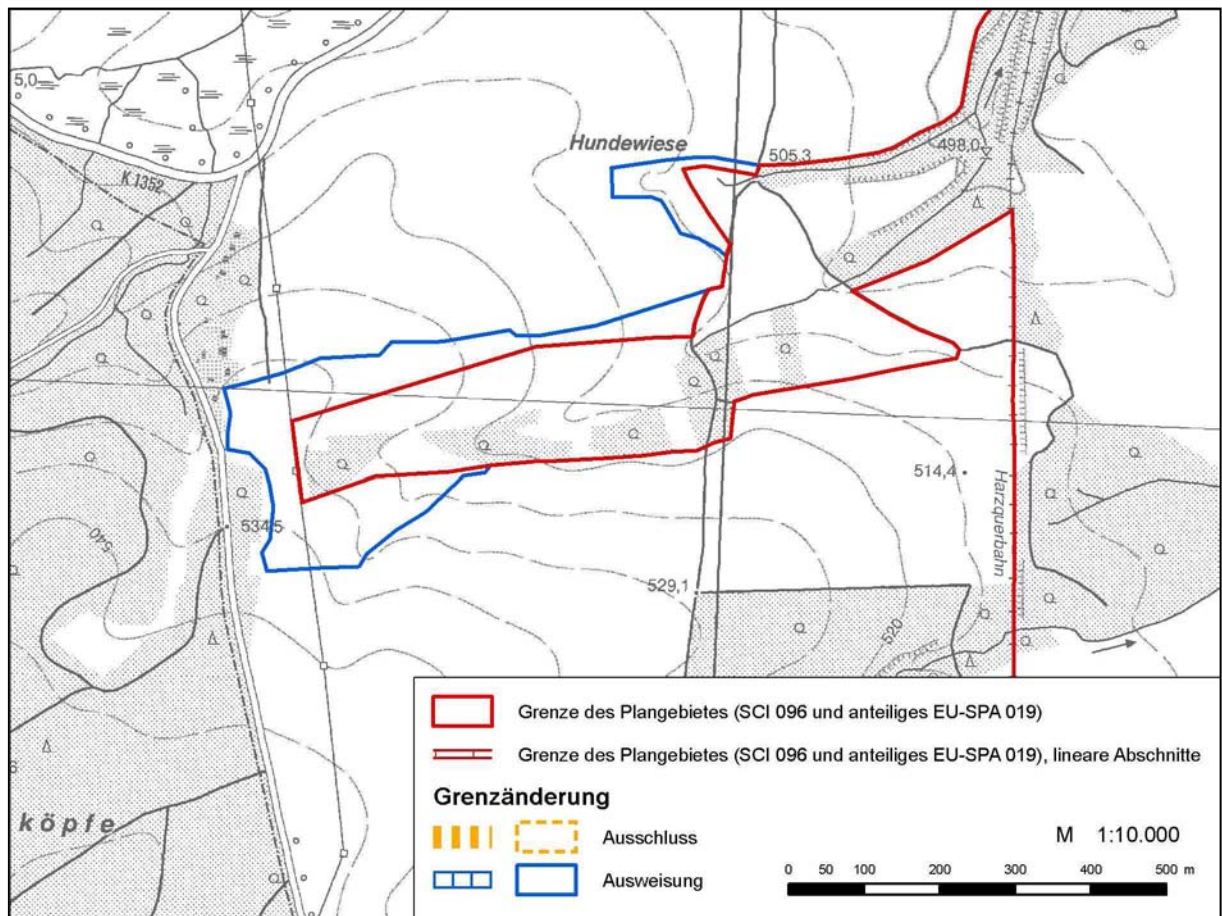 5,0
Hundewiese
505,3
498,0
K 1352
514,4
Harzquerbahn
534,5
540
529,1
520
6
köpfe
Grenze des Plangebietes (SCI 096 und anteiliges EU-SPA 019)
Grenze des Plangebietes (SCI 096 und anteiliges EU-SPA 019), lineare Abschnitte
Grenzänderung
Ausschluss
M 1:10.000
Ausweisung
0 50 100 200 300 400 500 m